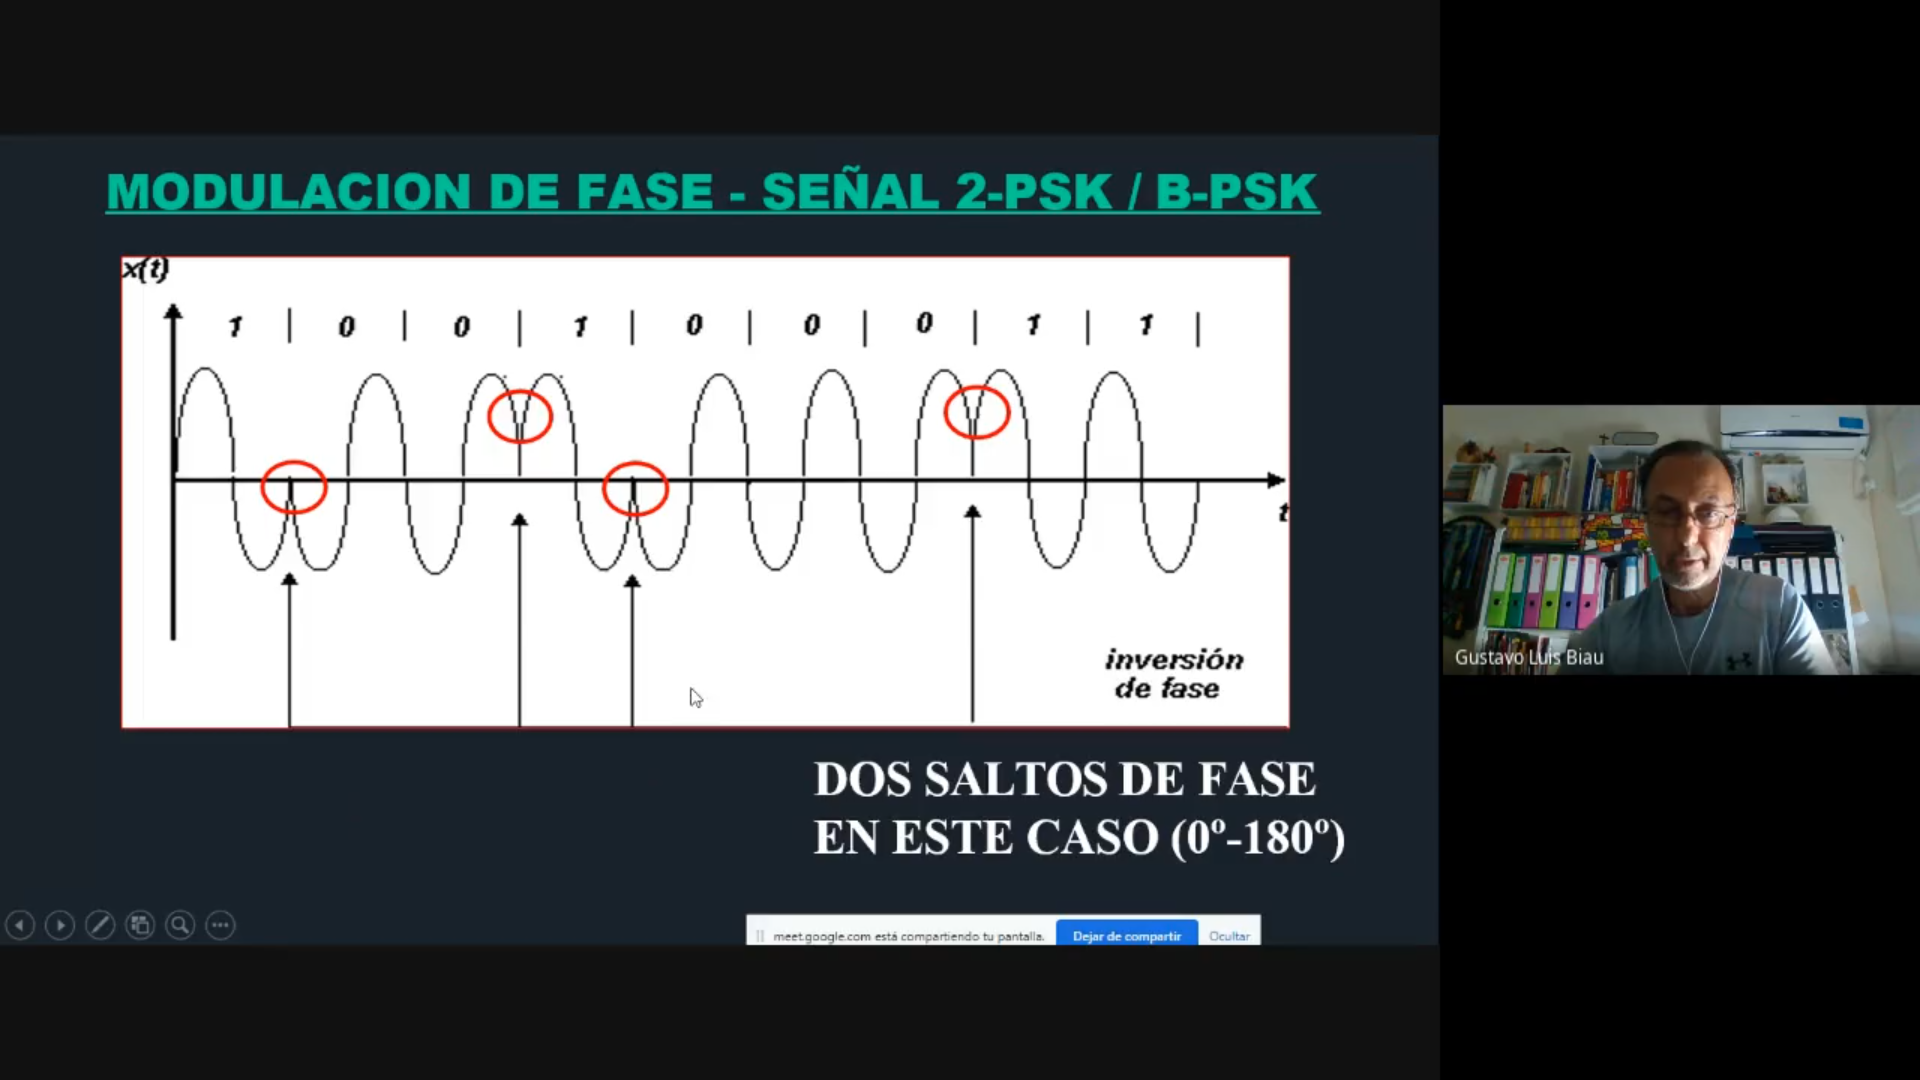 MODULACION DE FASE - SEÑAL 2-PSK / B-PSK
x(t)
1 | 0 | 0 | 1 | 0 | 0 | 0 | 1 | 1 |
t
inversión
de fase
DOS SALTOS DE FASE
EN ESTE CASO (0º-180º)
meet.google.com está compartiendo tu pantalla. Dejar de compartir Ocultar
Gustavo Luis Biau